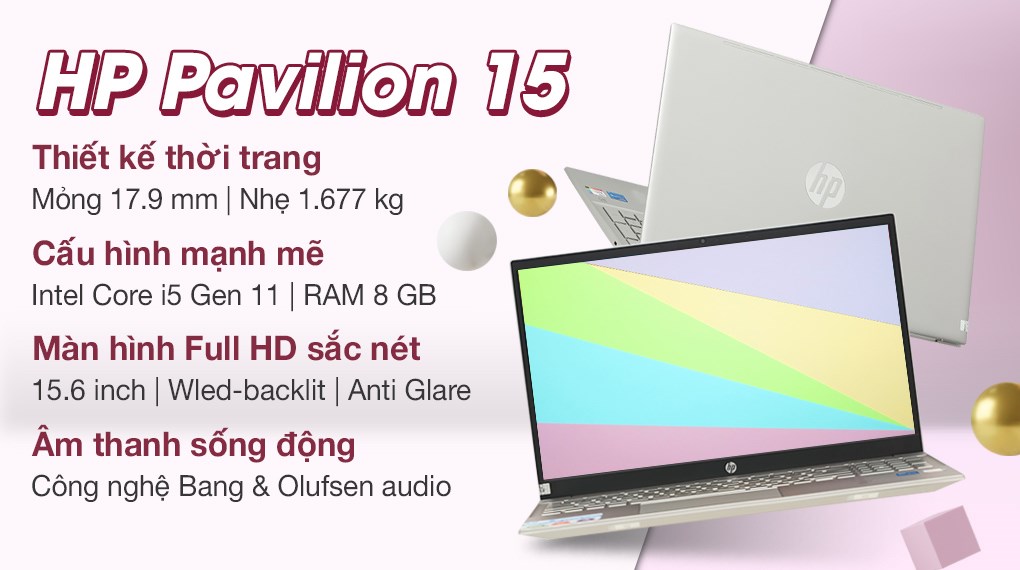 HP Pavilion 15
Thiết kế thời trang
Mỏng 17.9 mm | Nhẹ 1.677 kg
Cấu hình mạnh mẽ
Intel Core i5 Gen 11 | RAM 8 GB
Màn hình Full HD sắc nét
15.6 inch | Wled-backlit | Anti Glare
Âm thanh sống động
Công nghệ Bang & Olufsen audio
hp
hp